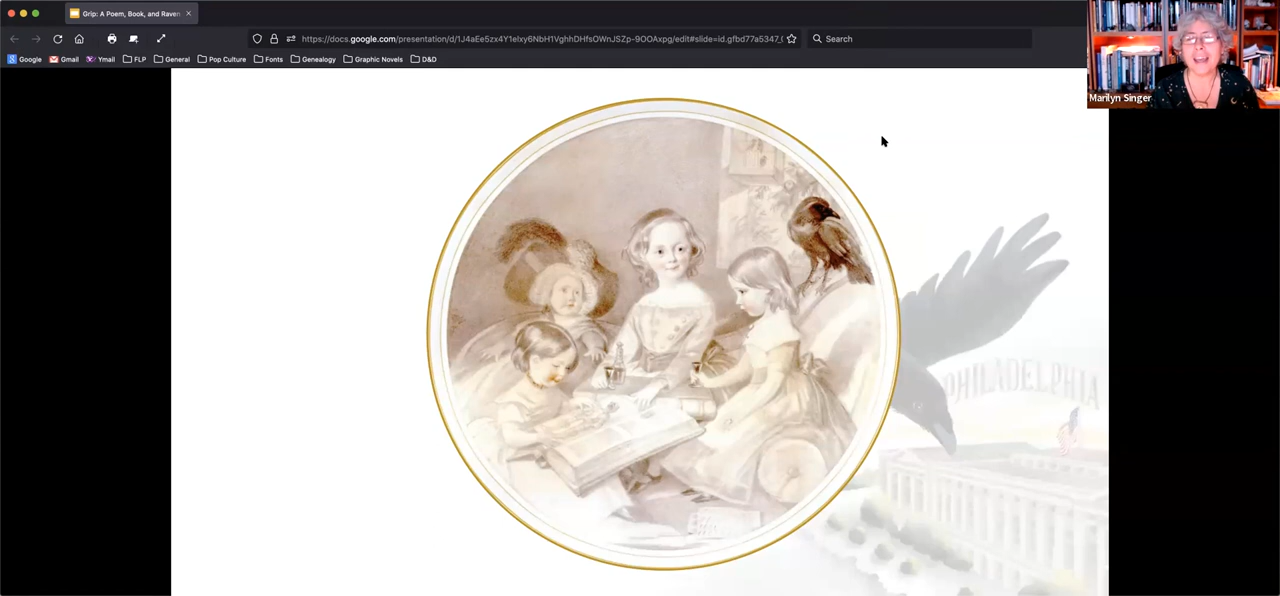 Grip: A Poem, Book, and Raven
https://docs.google.com/presentation/d/1J4aEe5zx4Y1elxy6NbH1VghhDHfsOWnJSZp-9OOAxpg/edit#slide=id.gfbd77a5347_(
Search
Google
Gmail
Ymail
FLP
General
Pop Culture
Fonts
Genealogy
Graphic Novels
D&D
Marilyn Singer
PHILADELPHIA